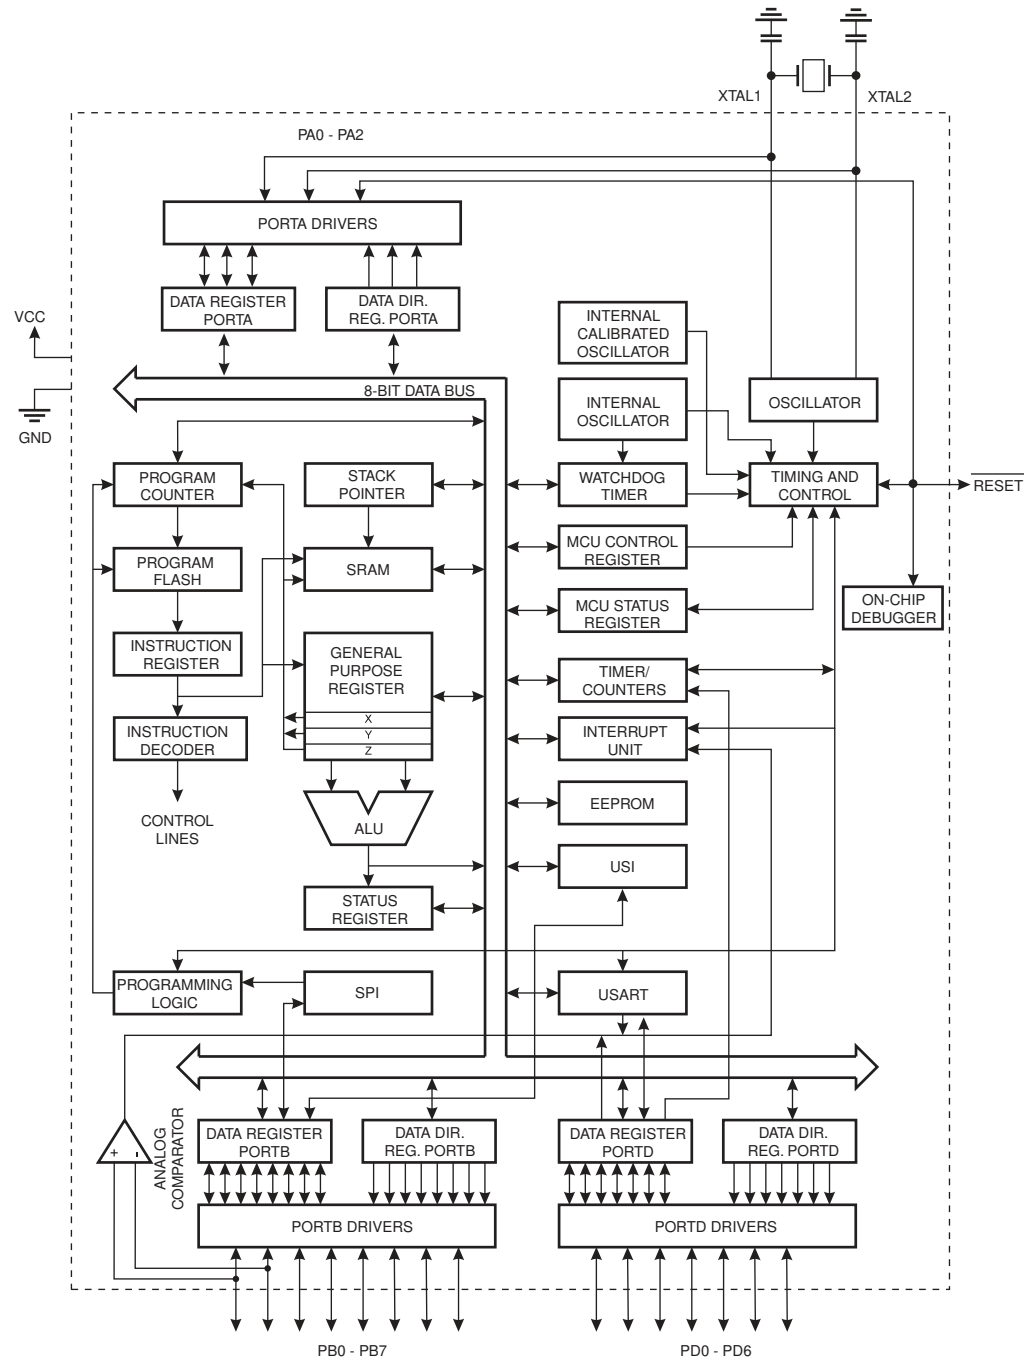 XTAL1
XTAL2
PA0 - PA2
PORTA DRIVERS
DATA REGISTER
PORTA
DATA DIR.
REG. PORTA
VCC
GND
8-BIT DATA BUS
INTERNAL
CALIBRATED
OSCILLATOR
INTERNAL
OSCILLATOR
OSCILLATOR
PROGRAM
COUNTER
STACK
POINTER
WATCHDOG
TIMER
TIMING AND
CONTROL
RESET
PROGRAM
FLASH
SRAM
MCU CONTROL
REGISTER
MCU STATUS
REGISTER
ON-CHIP
DEBUGGER
INSTRUCTION
REGISTER
GENERAL
PURPOSE
REGISTER
X
Y
Z
TIMER/
COUNTERS
INSTRUCTION
DECODER
INTERRUPT
UNIT
CONTROL
LINES
ALU
EEPROM
USI
STATUS
REGISTER
PROGRAMMING
LOGIC
SPI
USART
ANALOG
COMPARATOR
+
-
DATA REGISTER
PORTB
DATA DIR.
REG. PORTB
DATA REGISTER
PORTD
DATA DIR.
REG. PORTD
PORTB DRIVERS
PORTD DRIVERS
PB0 - PB7
PD0 - PD6